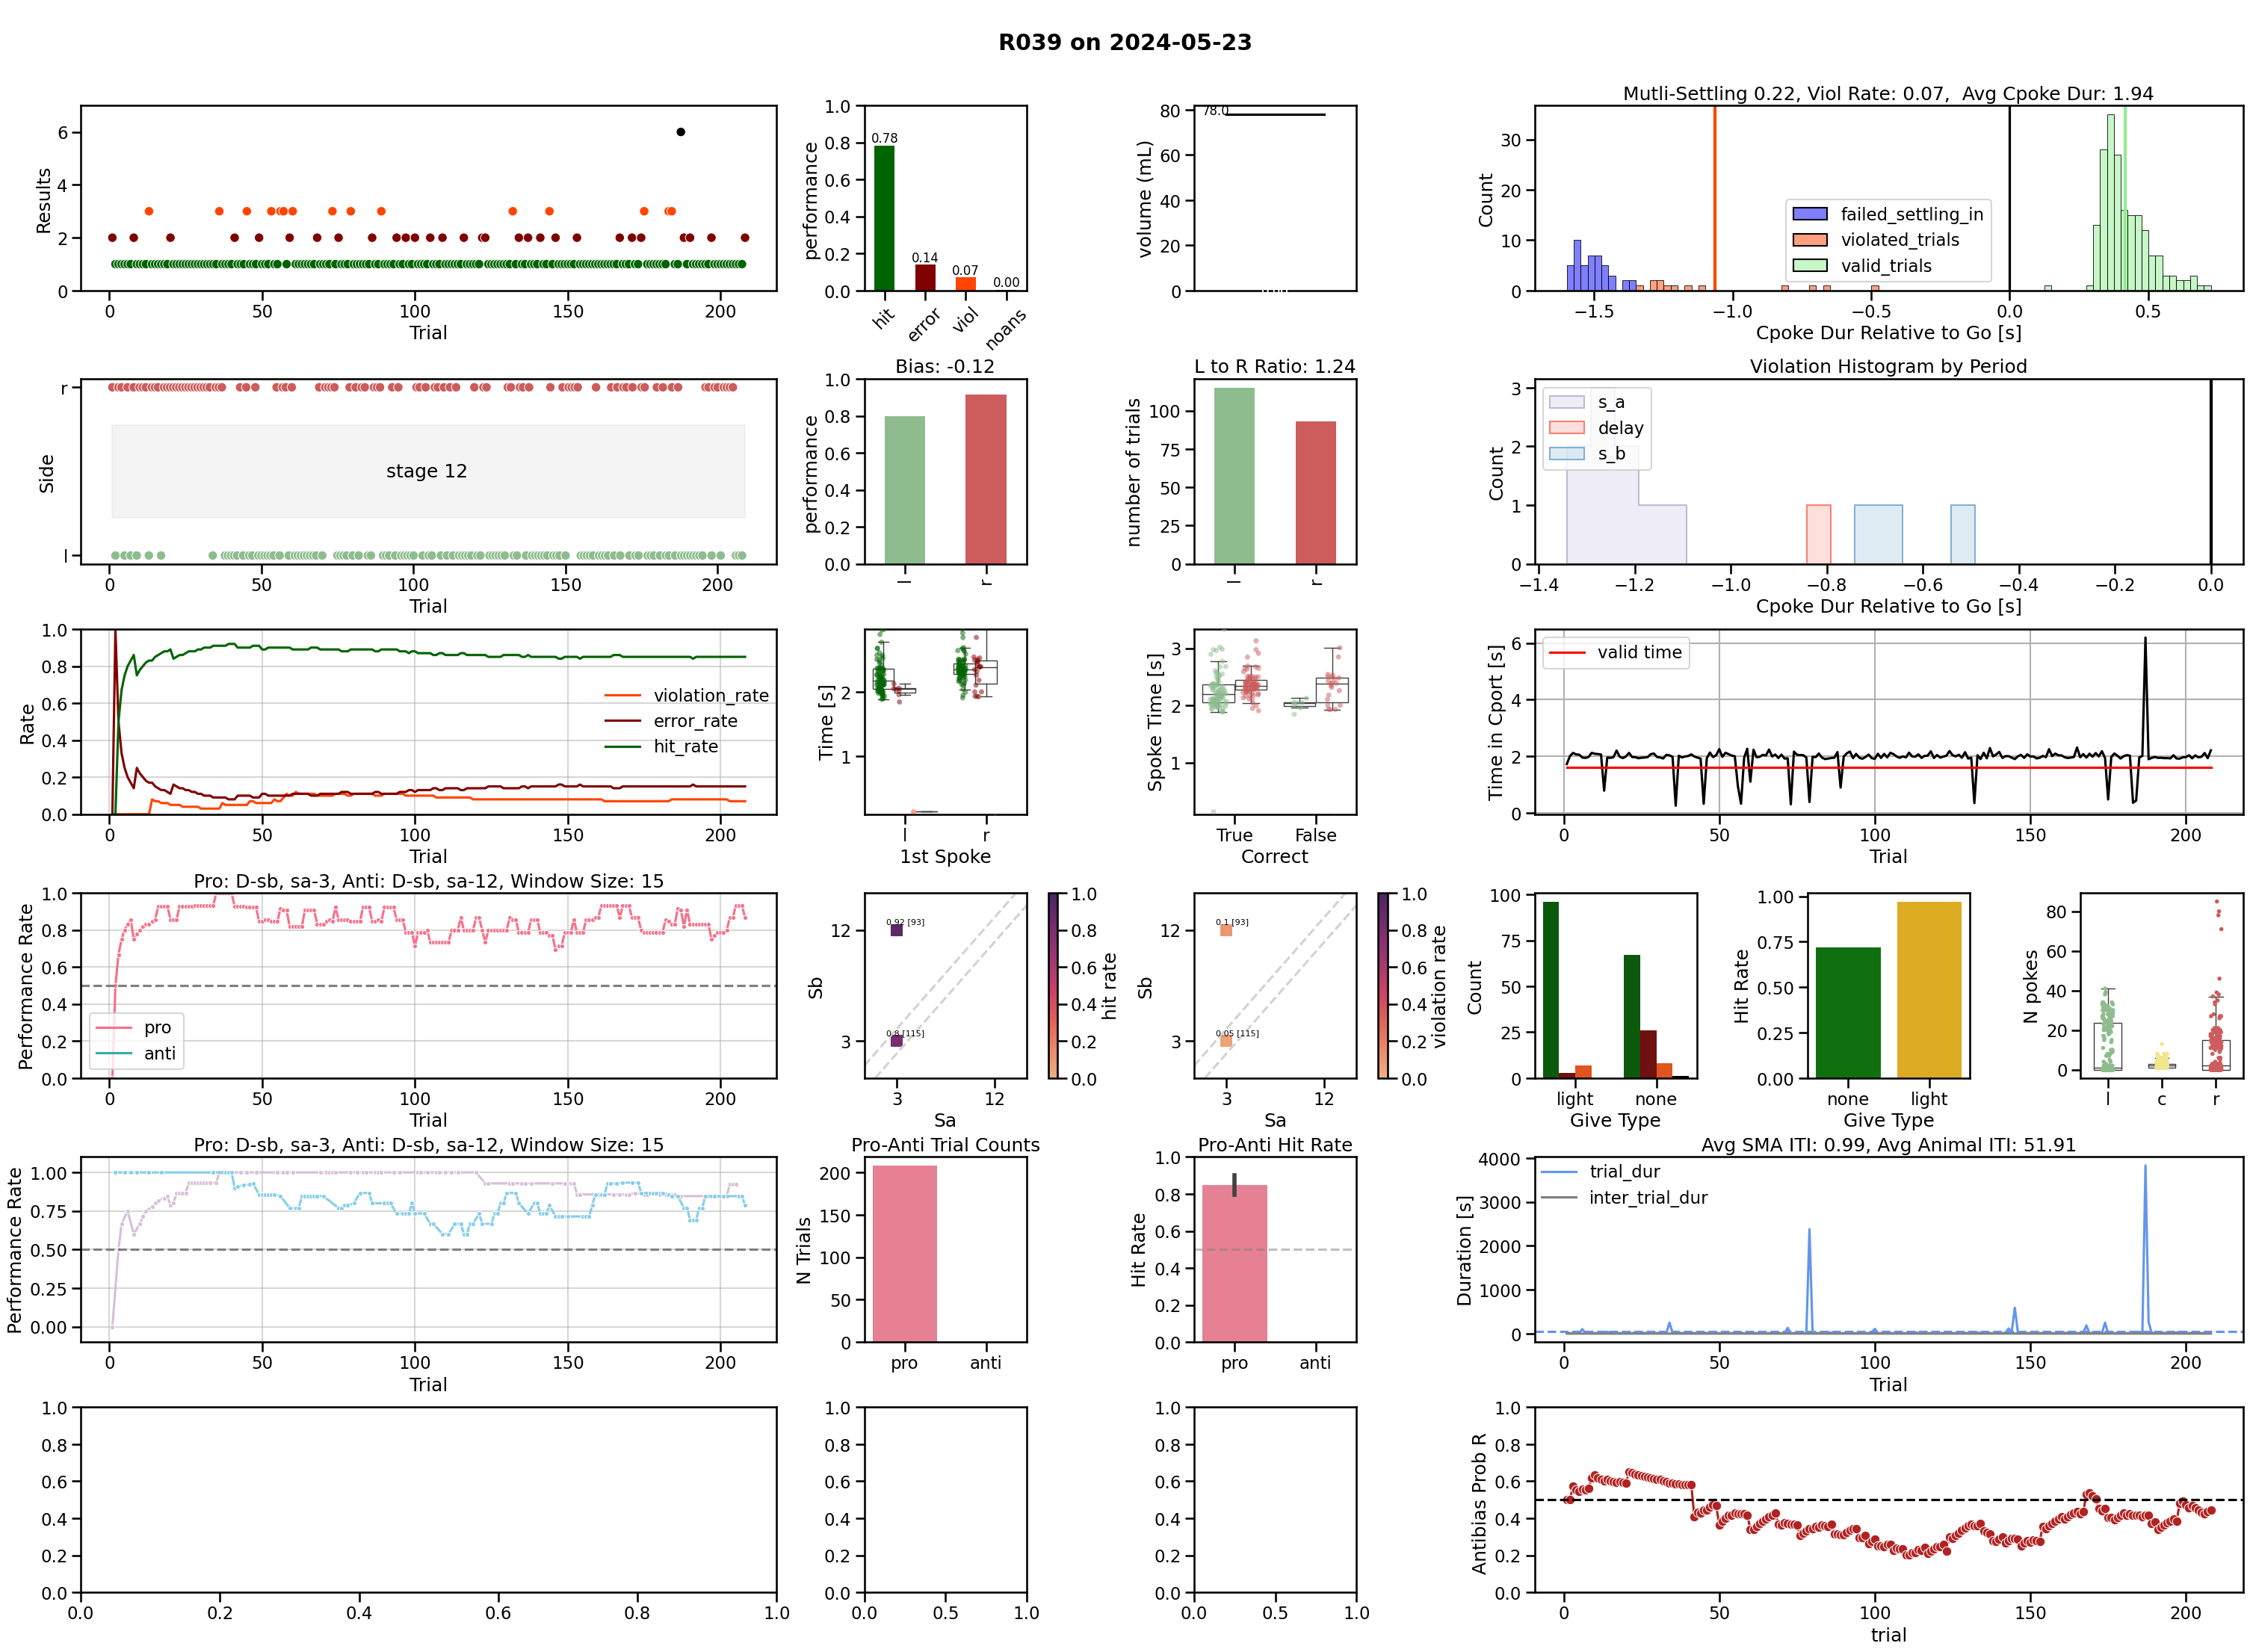 R039 on 2024-05-23
Results
6
4
2
0
0
50
100
150
200
Trial
performance
1.0
0.8
0.6
0.4
0.2
0.0
0.78
0.14
0.07
0.00
hit
error
viol
noans
volume (mL)
80
60
40
20
0
78.0
Mutli-Settling 0.22, Viol Rate: 0.07,  Avg Cpoke Dur: 1.94
Count
30
20
10
0
failed_settling_in
violated_trials
valid_trials
−1.5
−1.0
−0.5
0.0
0.5
Cpoke Dur Relative to Go [s]
Side
r
l
stage 12
0
50
100
150
200
Trial
Bias: -0.12
performance
1.0
0.8
0.6
0.4
0.2
0.0
l
r
L to R Ratio: 1.24
number of trials
100
75
50
25
0
l
r
Violation Histogram by Period
Count
3
2
1
0
s_a
delay
s_b
−1.4
−1.2
−1.0
−0.8
−0.6
−0.4
−0.2
0.0
Cpoke Dur Relative to Go [s]
Rate
1.0
0.8
0.6
0.4
0.2
0.0
violation_rate
error_rate
hit_rate
0
50
100
150
200
Trial
Time [s]
2
1
l
r
1st Spoke
Spoke Time [s]
3
2
1
True
False
Correct
Time in Cport [s]
6
4
2
0
valid time
0
50
100
150
200
Trial
Pro: D-sb, sa-3, Anti: D-sb, sa-12, Window Size: 15
Performance Rate
1.0
0.8
0.6
0.4
0.2
0.0
pro
anti
0
50
100
150
200
Trial
Sb
12
3
0.92 [93]
0.8 [115]
3
12
Sa
1.0
0.8
0.6
0.4
0.2
0.0
hit rate
Sb
12
3
0.1 [93]
0.05 [115]
3
12
Sa
1.0
0.8
0.6
0.4
0.2
0.0
violation rate
Count
100
75
50
25
0
light
none
Give Type
Hit Rate
1.00
0.75
0.50
0.25
0.00
none
light
Give Type
N pokes
80
60
40
20
0
l
c
r
Pro: D-sb, sa-3, Anti: D-sb, sa-12, Window Size: 15
Performance Rate
1.00
0.75
0.50
0.25
0.00
0
50
100
150
200
Trial
Pro-Anti Trial Counts
N Trials
200
150
100
50
0
pro
anti
Pro-Anti Hit Rate
Hit Rate
1.0
0.8
0.6
0.4
0.2
0.0
pro
anti
Avg SMA ITI: 0.99, Avg Animal ITI: 51.91
Duration [s]
4000
3000
2000
1000
0
trial_dur
inter_trial_dur
0
50
100
150
200
Trial
1.0
0.8
0.6
0.4
0.2
0.0
0.0
0.2
0.4
0.6
0.8
1.0
1.0
0.8
0.6
0.4
0.2
0.0
0.0
0.5
1.0
1.0
0.8
0.6
0.4
0.2
0.0
0.0
0.5
1.0
Antibias Prob R
1.0
0.8
0.6
0.4
0.2
0.0
0
50
100
150
200
trial